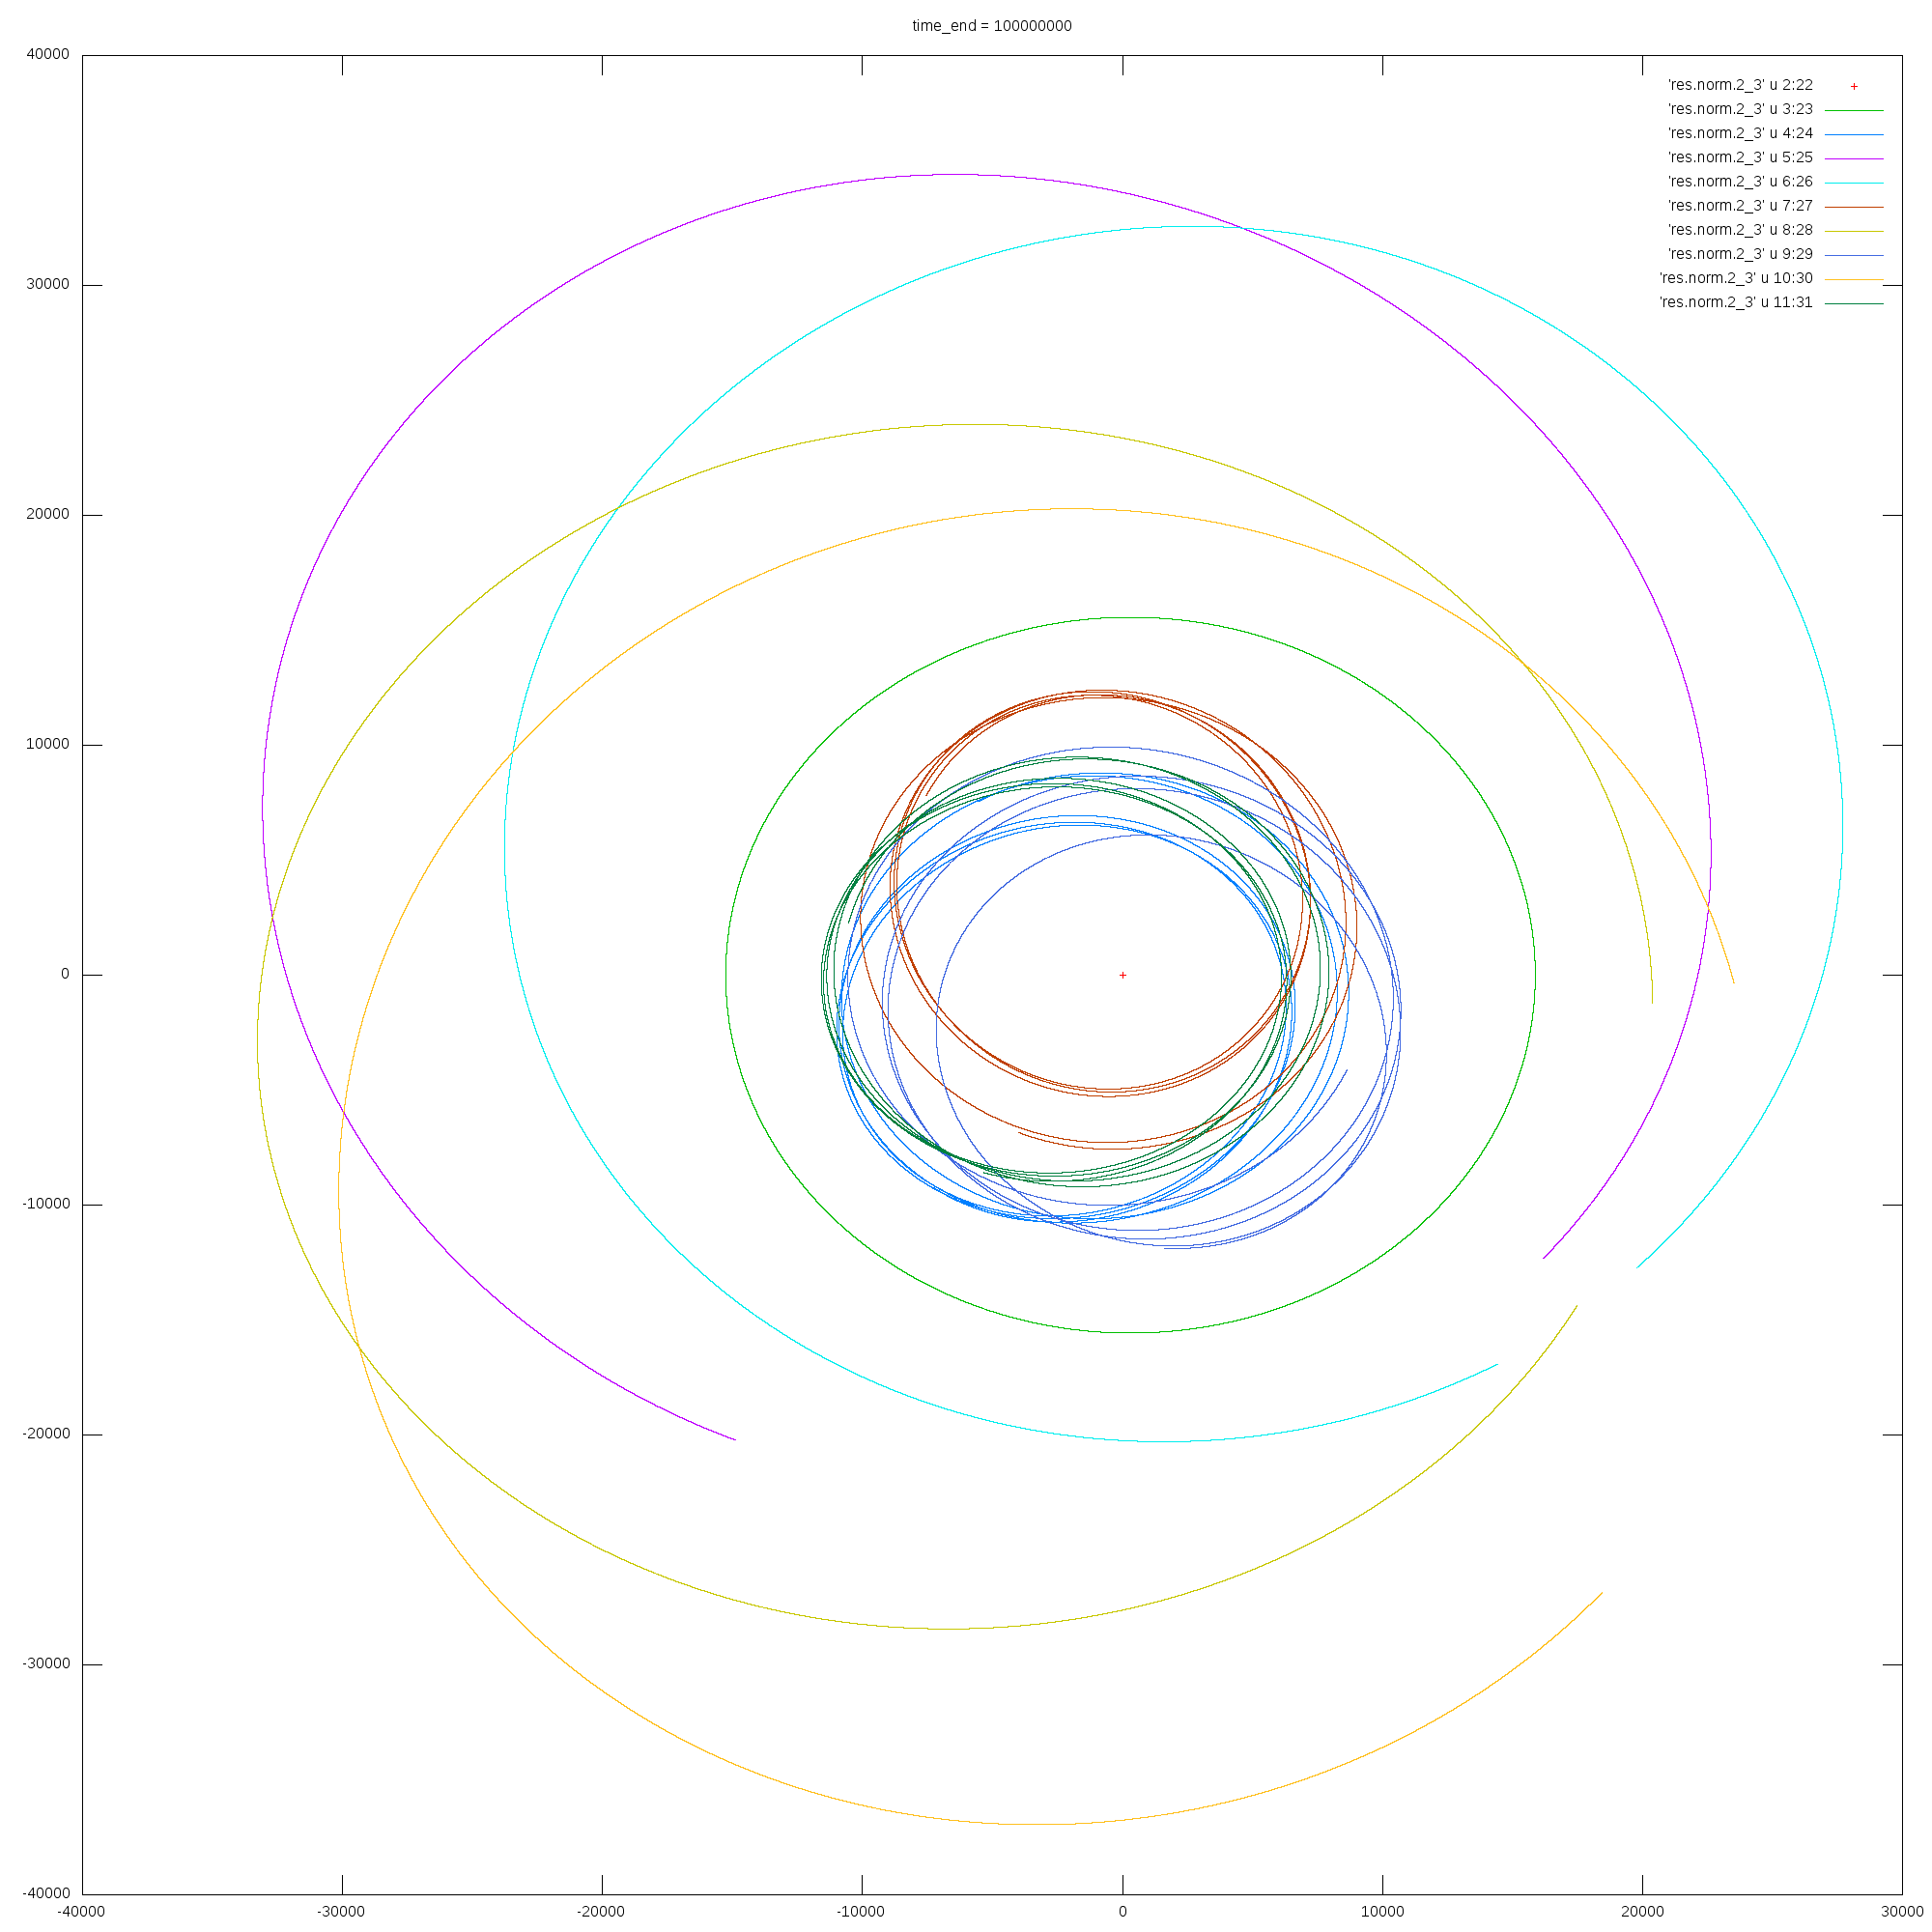 time_end = 100000000
40000
30000
20000
10000
0
-10000
-20000
-30000
-40000
'res.norm.2_3' u 2:22
'res.norm.2_3' u 3:23
'res.norm.2_3' u 4:24
'res.norm.2_3' u 5:25
'res.norm.2_3' u 6:26
'res.norm.2_3' u 7:27
'res.norm.2_3' u 8:28
'res.norm.2_3' u 9:29
'res.norm.2_3' u 10:30
'res.norm.2_3' u 11:31
-40000 -30000 -20000 -10000 0 10000 20000 30000